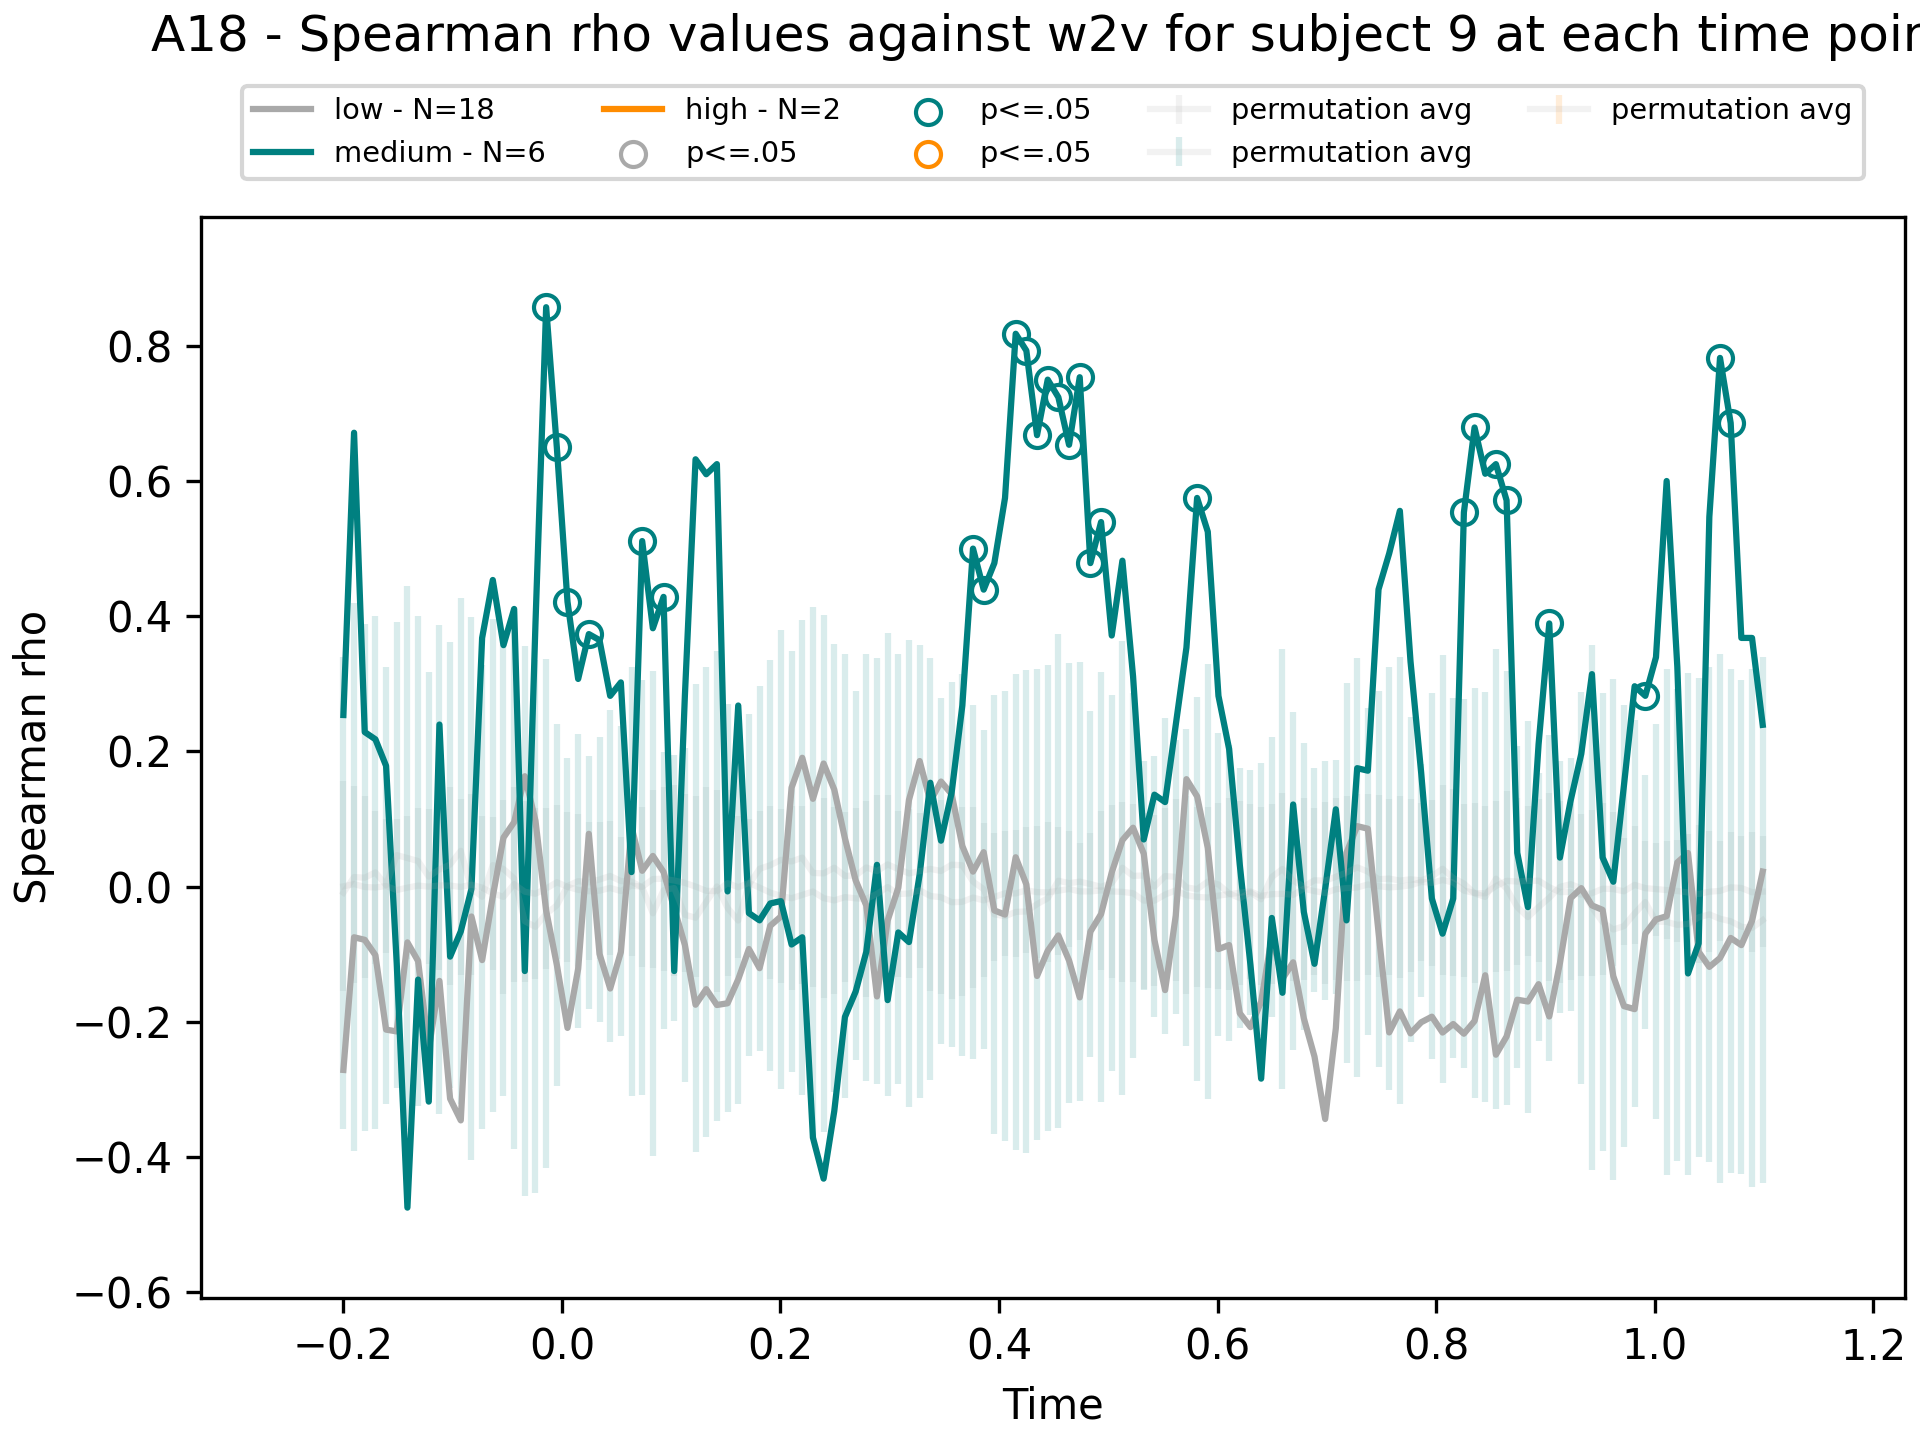 A18 - Spearman rho values against w2v for subject 9 at each time poin
low - N=18
medium - N=6
high - N=2
p<=.05
p<=.05
p<=.05
permutation avg
permutation avg
permutation avg
Spearman rho
0.8
0.6
0.4
0.2
0.0
−0.2
−0.4
−0.6
−0.2 0.0 0.2 0.4 0.6 0.8 1.0 1.2
Time